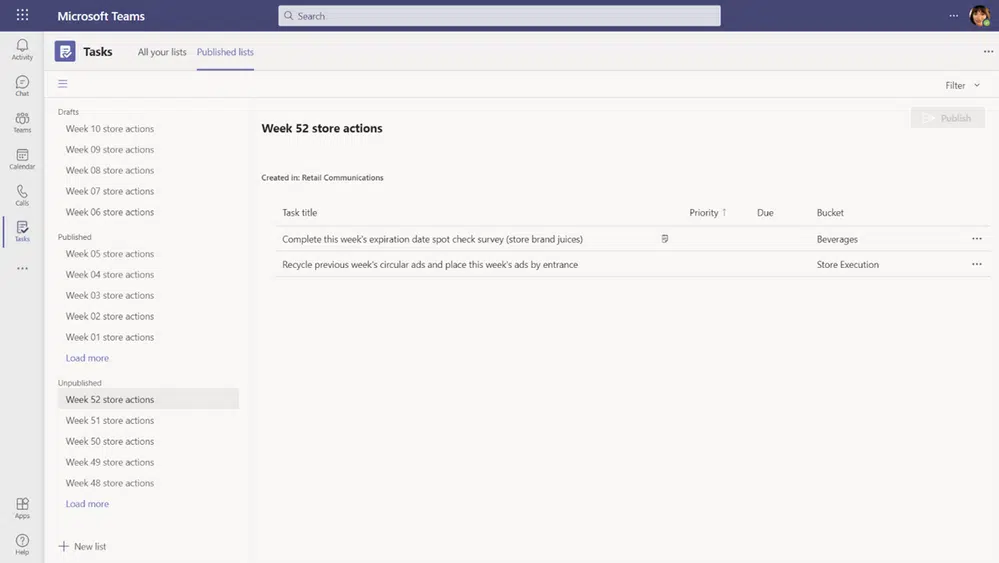 Microsoft Teams
Search
Activity
Chat
Teams
Calendar
Calls
Tasks
Apps
Help
Tasks
All your lists
Published lists
Filter
Drafts
Week 10 store actions
Week 09 store actions
Week 08 store actions
Week 07 store actions
Week 06 store actions
Published
Week 05 store actions
Week 04 store actions
Week 03 store actions
Week 02 store actions
Week 01 store actions
Load more
Unpublished
Week 52 store actions
Week 51 store actions
Week 50 store actions
Week 49 store actions
Week 48 store actions
Load more
New list
Week 52 store actions
Publish
Created in: Retail Communications
Task title Priority ↑ Due Bucket
Complete this week's expiration date spot check survey (store brand juices) Beverages
Recycle previous week's circular ads and place this week's ads by entrance Store Execution